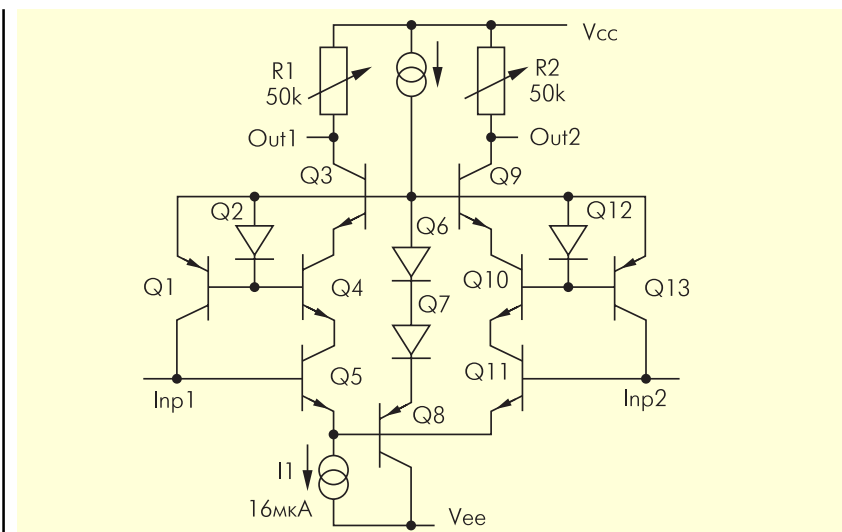 Vcc
R1
50k
R2
50k
Out1
Out2
Q3
Q9
Q2
Q6
Q12
Q1
Q4
Q7
Q10
Q13
Q5
Q11
Inp1
Inp2
Q8
I1
16мкА
Vee